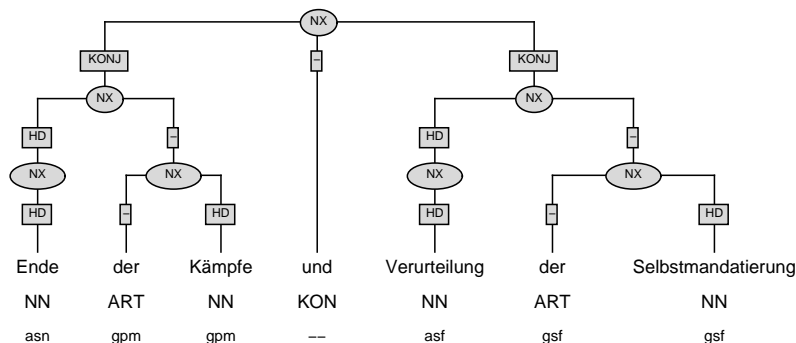 NX
KONJ – KONJ
NX NX
HD – HD –
NX NX NX NX
HD – HD HD – HD
Ende der Kämpfe und Verurteilung der Selbstmandatierung
NN ART NN KON NN ART NN
asn gpm gpm –– asf gsf gsf